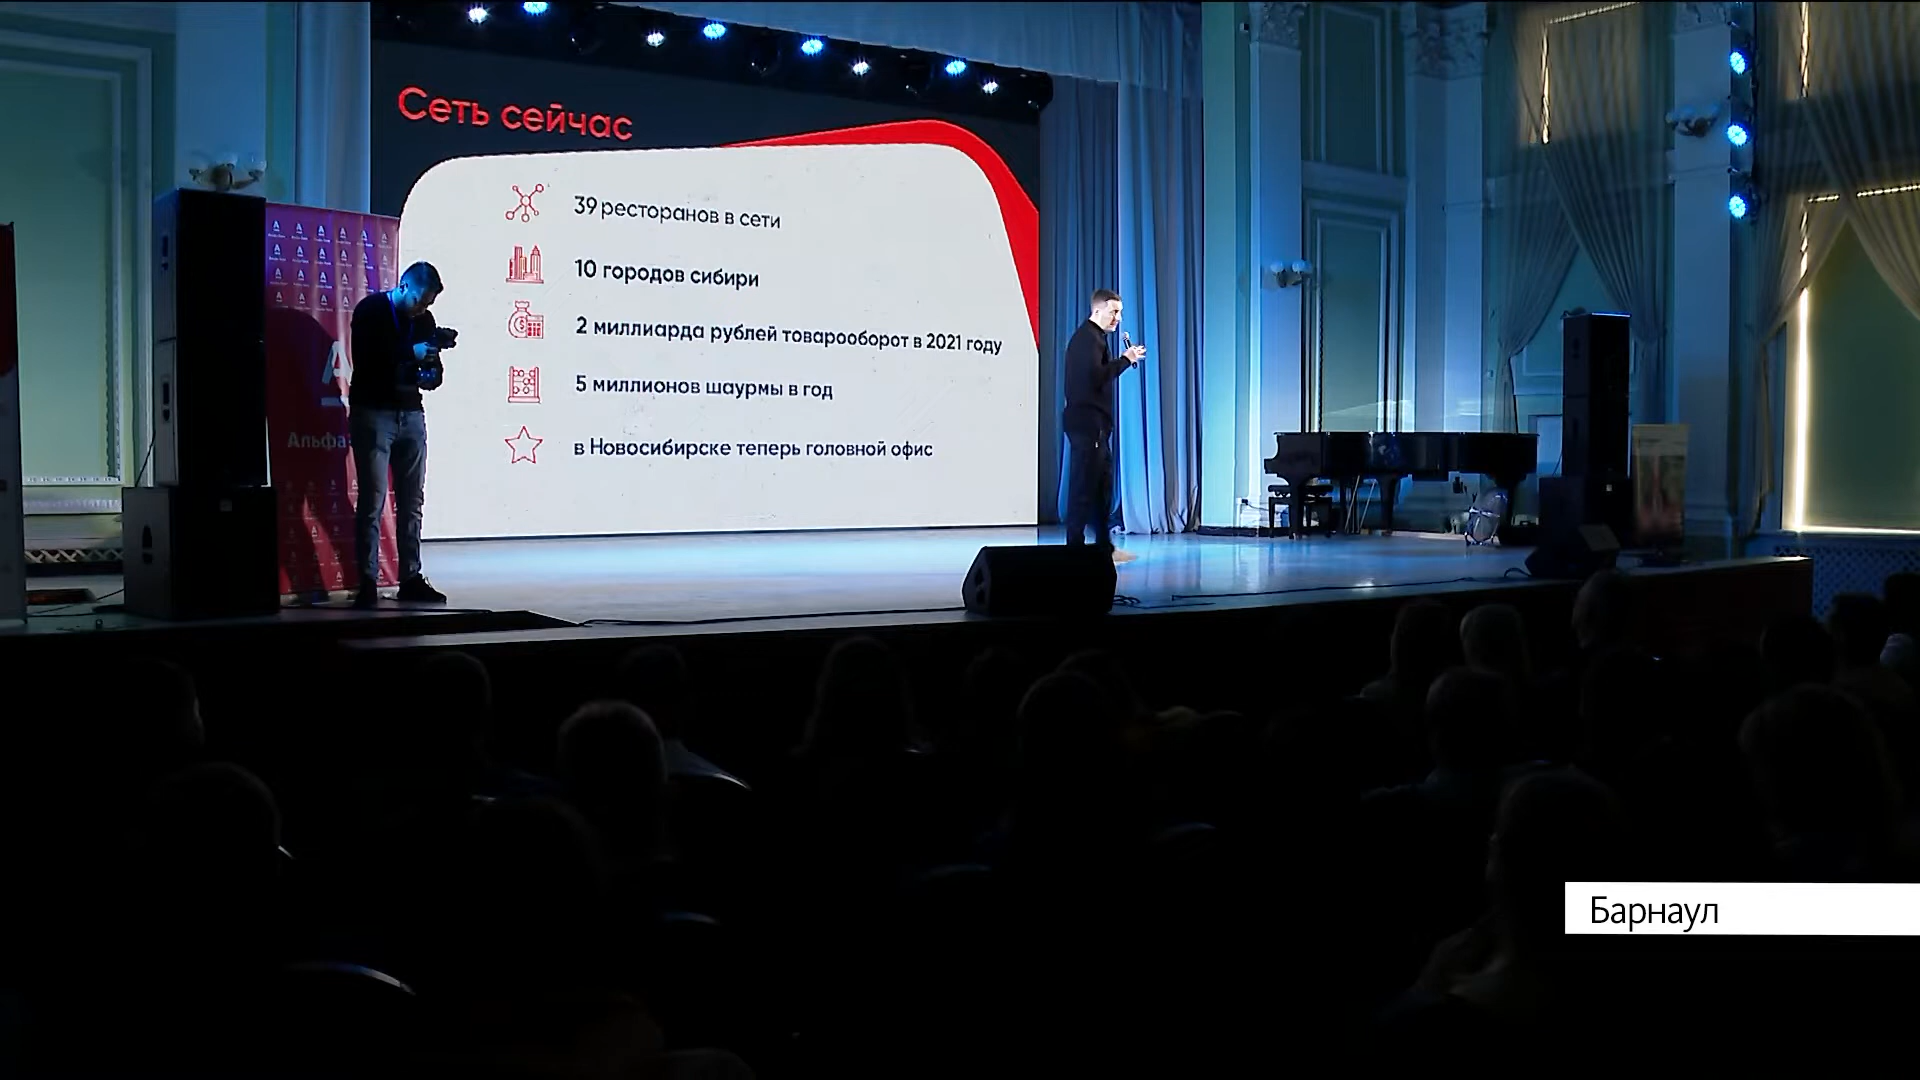 Сеть сейчас
39 ресторанов в сети
10 городов сибири
2 миллиарда рублей товарооборот в 2021 году
5 миллионов шаурмы в год
в Новосибирске теперь головной офис
Альфа
Барнаул